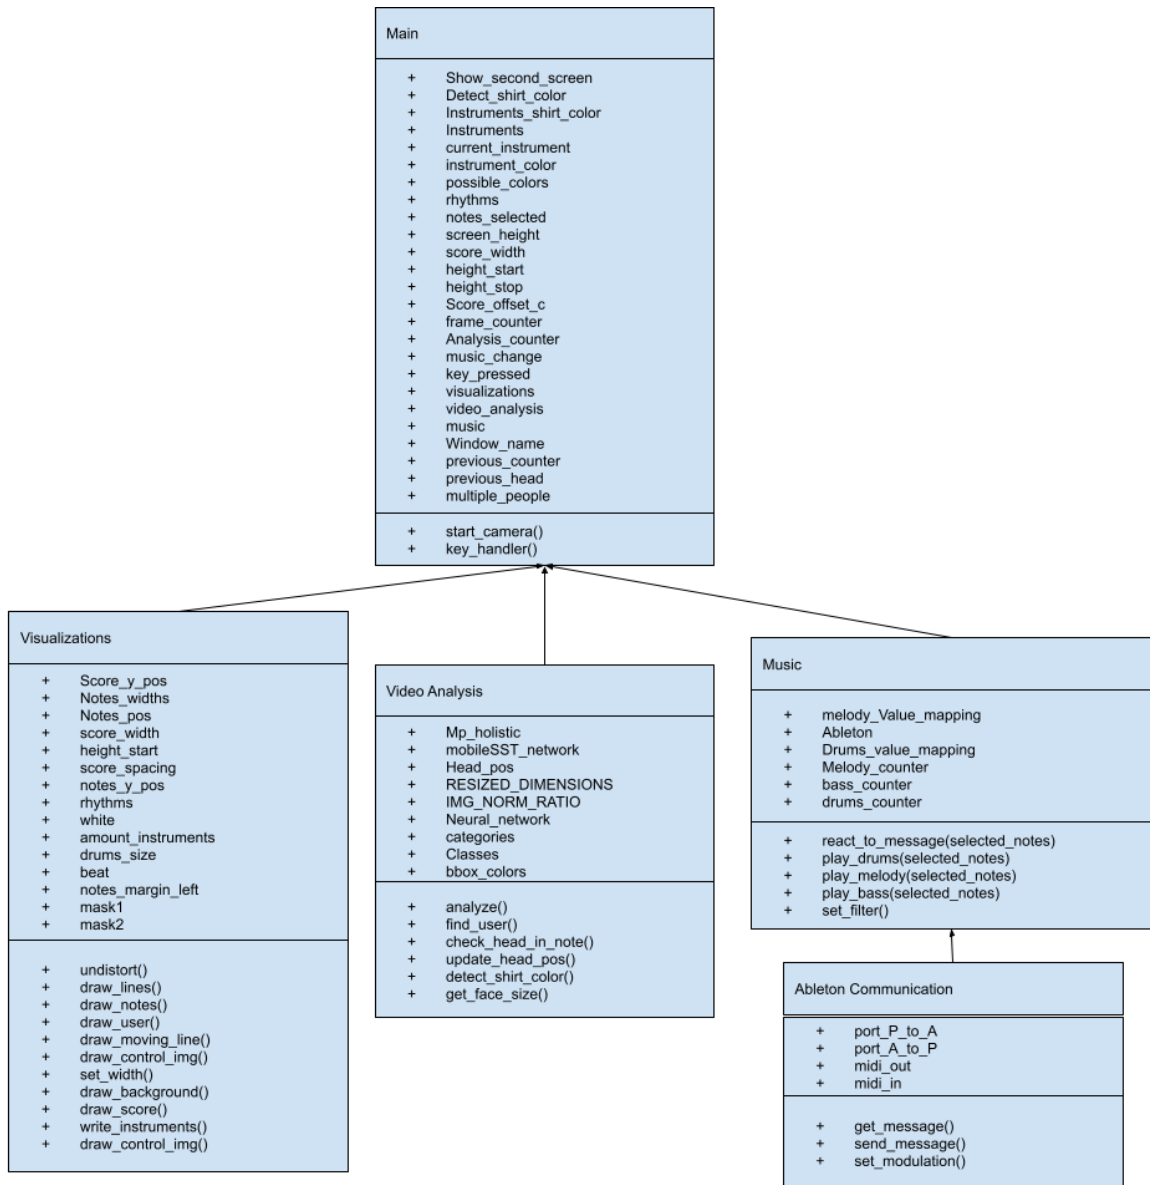 Main
+ Show_second_screen
+ Detect_shirt_color
+ Instruments_shirt_color
+ Instruments
+ current_instrument
+ instrument_color
+ possible_colors
+ rhythms
+ notes_selected
+ screen_height
+ score_width
+ height_start
+ height_stop
+ Score_offset_c
+ frame_counter
+ Analysis_counter
+ music_change
+ key_pressed
+ visualizations
+ video_analysis
+ music
+ Window_name
+ previous_counter
+ previous_head
+ multiple_people
+ start_camera()
+ key_handler()
Visualizations
+ Score_y_pos
+ Notes_widths
+ Notes_pos
+ score_width
+ height_start
+ score_spacing
+ notes_y_pos
+ rhythms
+ white
+ amount_instruments
+ drums_size
+ beat
+ notes_margin_left
+ mask1
+ mask2
+ undistort()
+ draw_lines()
+ draw_notes()
+ draw_user()
+ draw_moving_line()
+ draw_control_img()
+ set_width()
+ draw_background()
+ draw_score()
+ write_instruments()
+ draw_control_img()
Video Analysis
+ Mp_holistic
+ mobileSST_network
+ Head_pos
+ RESIZED_DIMENSIONS
+ IMG_NORM_RATIO
+ Neural_network
+ categories
+ Classes
+ bbox_colors
+ analyze()
+ find_user()
+ check_head_in_note()
+ update_head_pos()
+ detect_shirt_color()
+ get_face_size()
Music
+ melody_Value_mapping
+ Ableton
+ Drums_value_mapping
+ Melody_counter
+ bass_counter
+ drums_counter
+ react_to_message(selected_notes)
+ play_drums(selected_notes)
+ play_melody(selected_notes)
+ play_bass(selected_notes)
+ set_filter()
Ableton Communication
+ port_P_to_A
+ port_A_to_P
+ midi_out
+ midi_in
+ get_message()
+ send_message()
+ set_modulation()